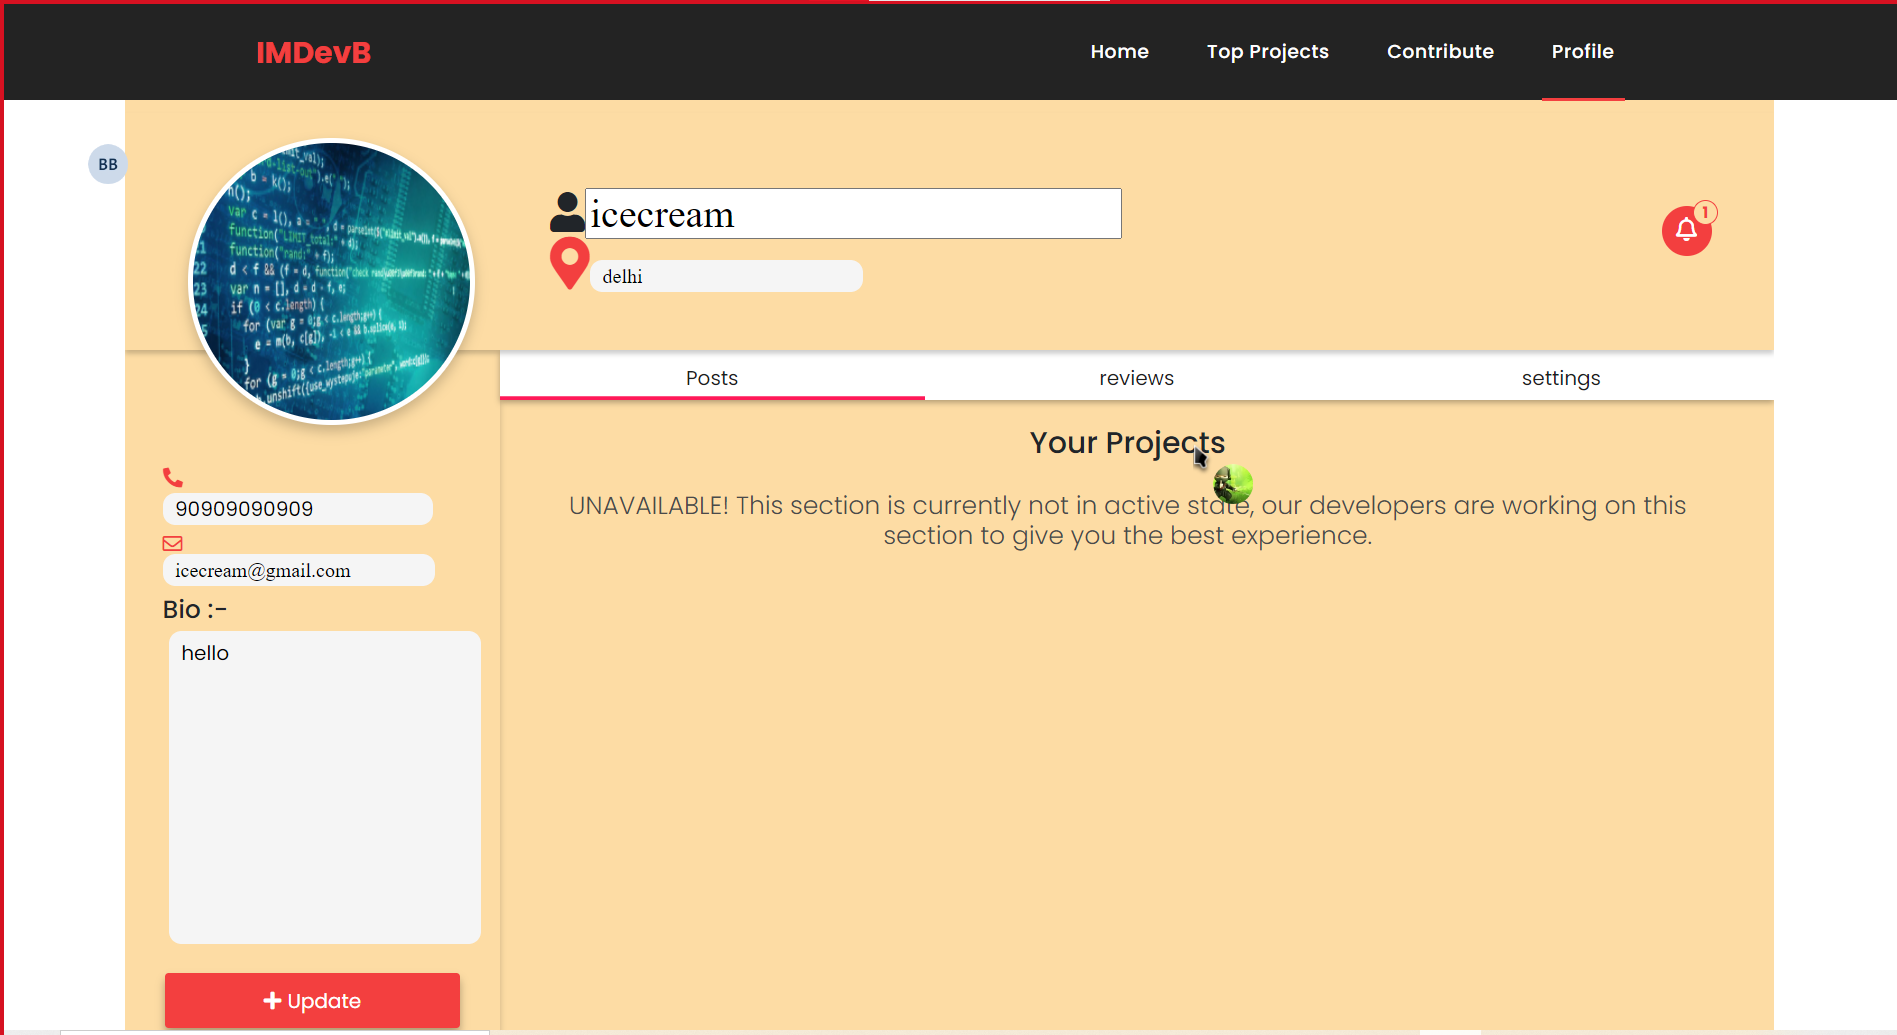 IMDevB
Home
Top Projects
Contribute
Profile
BB
icecream
delhi
1
Posts
reviews
settings
Your Projects
UNAVAILABLE! This section is currently not in active state, our developers are working on this
section to give you the best experience.
90909090909
icecream@gmail.com
Bio :-
hello
Update